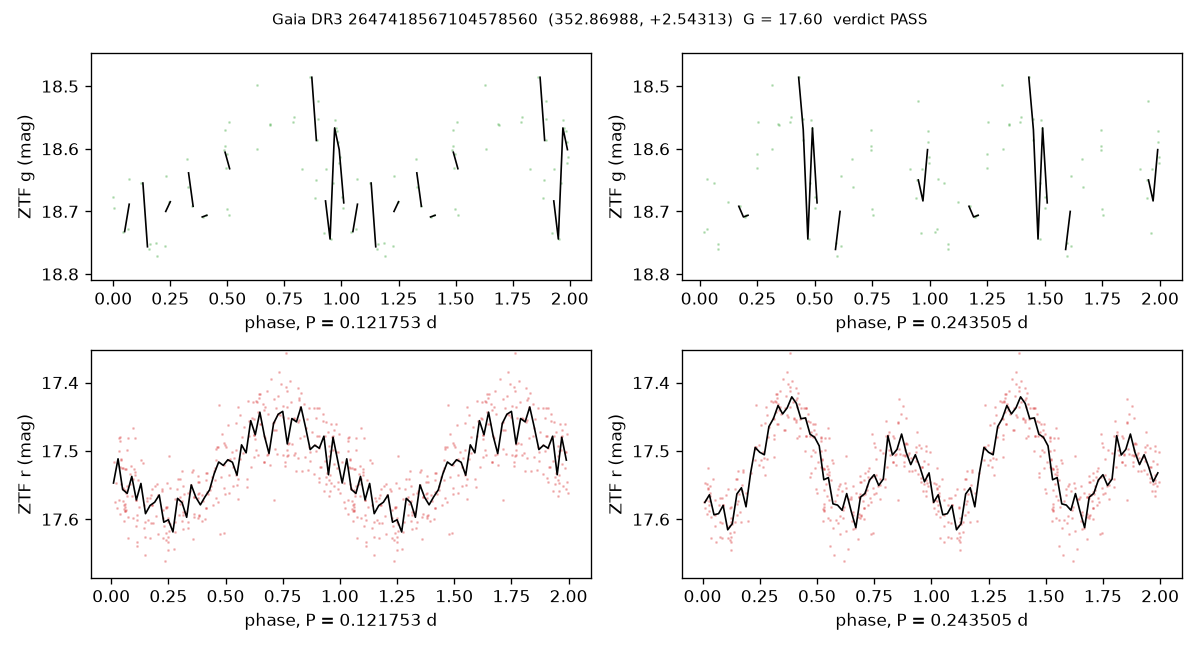 Gaia DR3 2647418567104578560 (352.86988, +2.54313) G = 17.60 verdict PASS
ZTF g (mag)
18.5
18.6
18.7
18.8
0.00 0.25 0.50 0.75 1.00 1.25 1.50 1.75 2.00
phase, P = 0.121753 d
ZTF g (mag)
18.5
18.6
18.7
18.8
0.00 0.25 0.50 0.75 1.00 1.25 1.50 1.75 2.00
phase, P = 0.243505 d
ZTF r (mag)
17.4
17.5
17.6
0.00 0.25 0.50 0.75 1.00 1.25 1.50 1.75 2.00
phase, P = 0.121753 d
ZTF r (mag)
17.4
17.5
17.6
0.00 0.25 0.50 0.75 1.00 1.25 1.50 1.75 2.00
phase, P = 0.243505 d